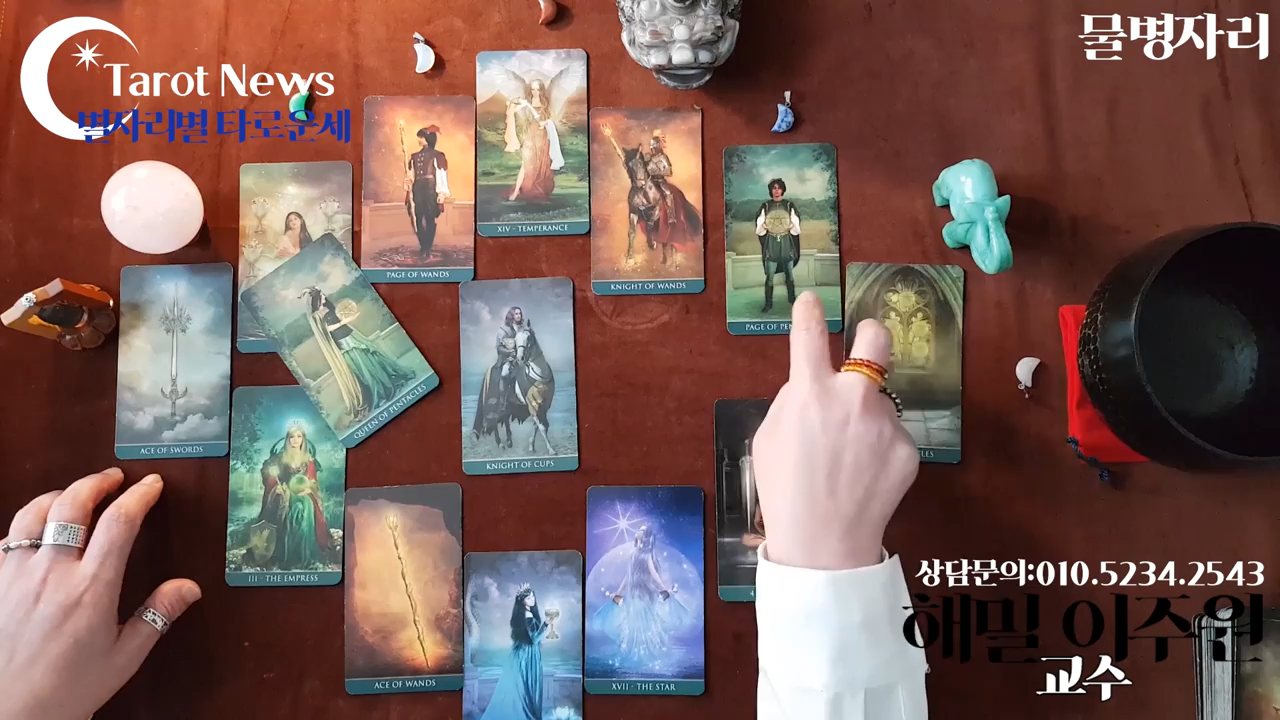 Tarot News
별자리별 타로운세
물병자리
XIV - TEMPERANCE
PAGE OF WANDS
KNIGHT OF WANDS
PAGE OF
ACE OF SWORDS
QUEEN OF PENTACLES
KNIGHT OF CUPS
III - THE EMPRESS
ACE OF WANDS
XVII - THE STAR
상담문의:010.5234.2543
해밀 이주원
교수